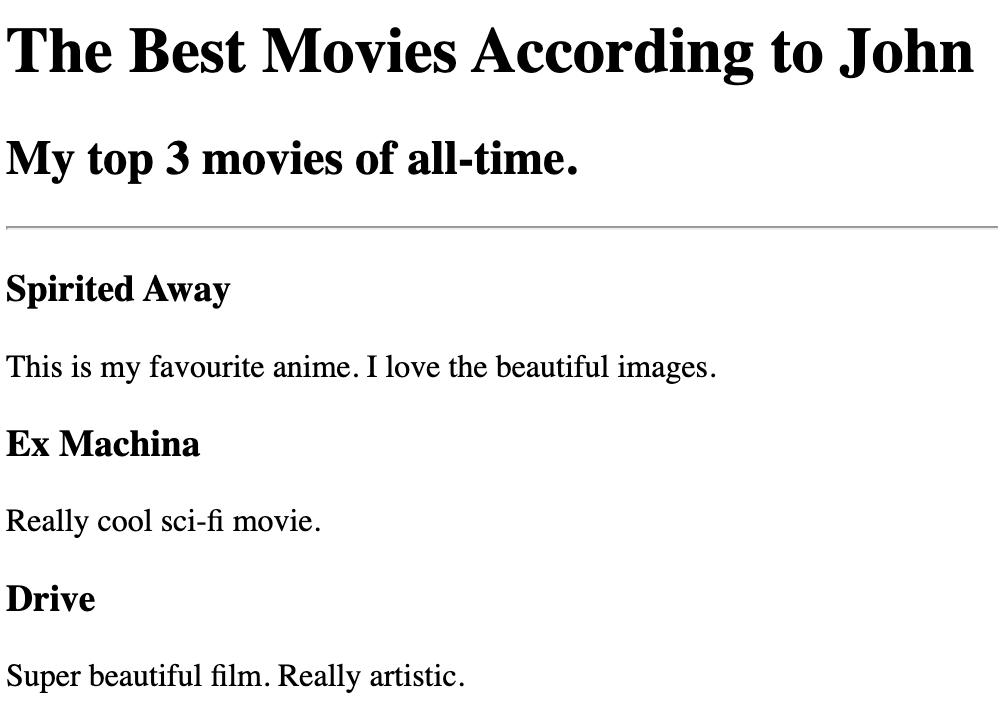 The Best Movies According to John
My top 3 movies of all-time.
Spirited Away
This is my favourite anime. I love the beautiful images.
Ex Machina
Really cool sci-fi movie.
Drive
Super beautiful film. Really artistic.